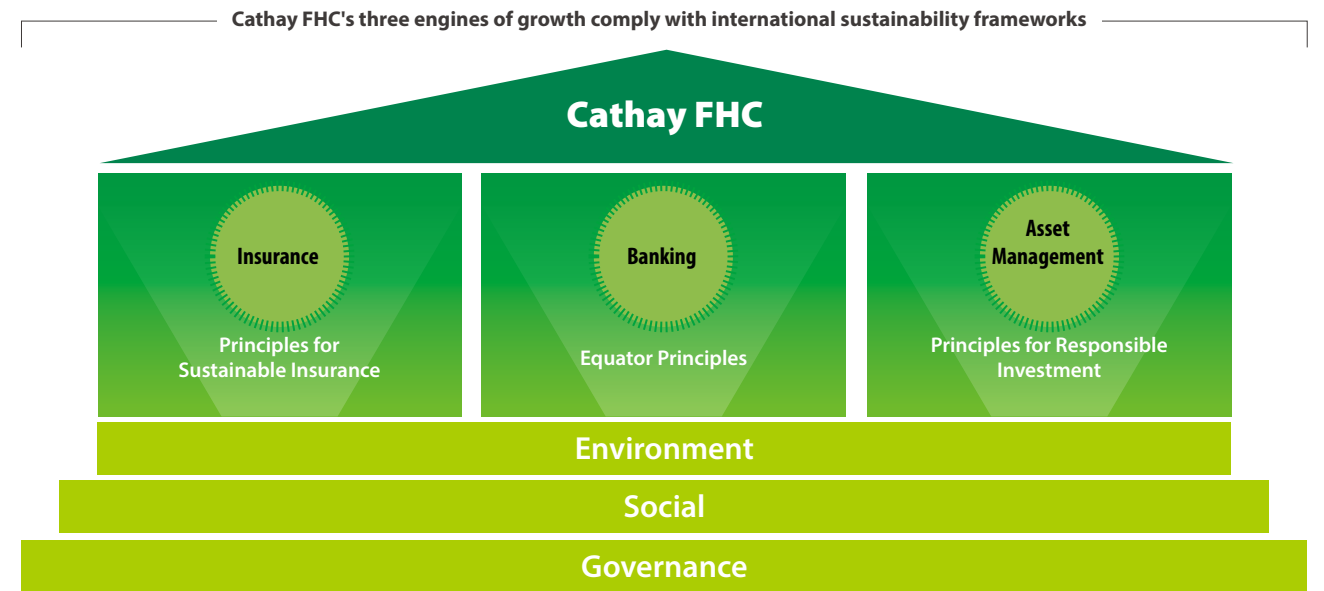 Cathay FHC's three engines of growth comply with international sustainability frameworks
Cathay FHC
Insurance
Principles for
Sustainable Insurance
Banking
Equator Principles
Asset
Management
Principles for Responsible
Investment
Environment
Social
Governance